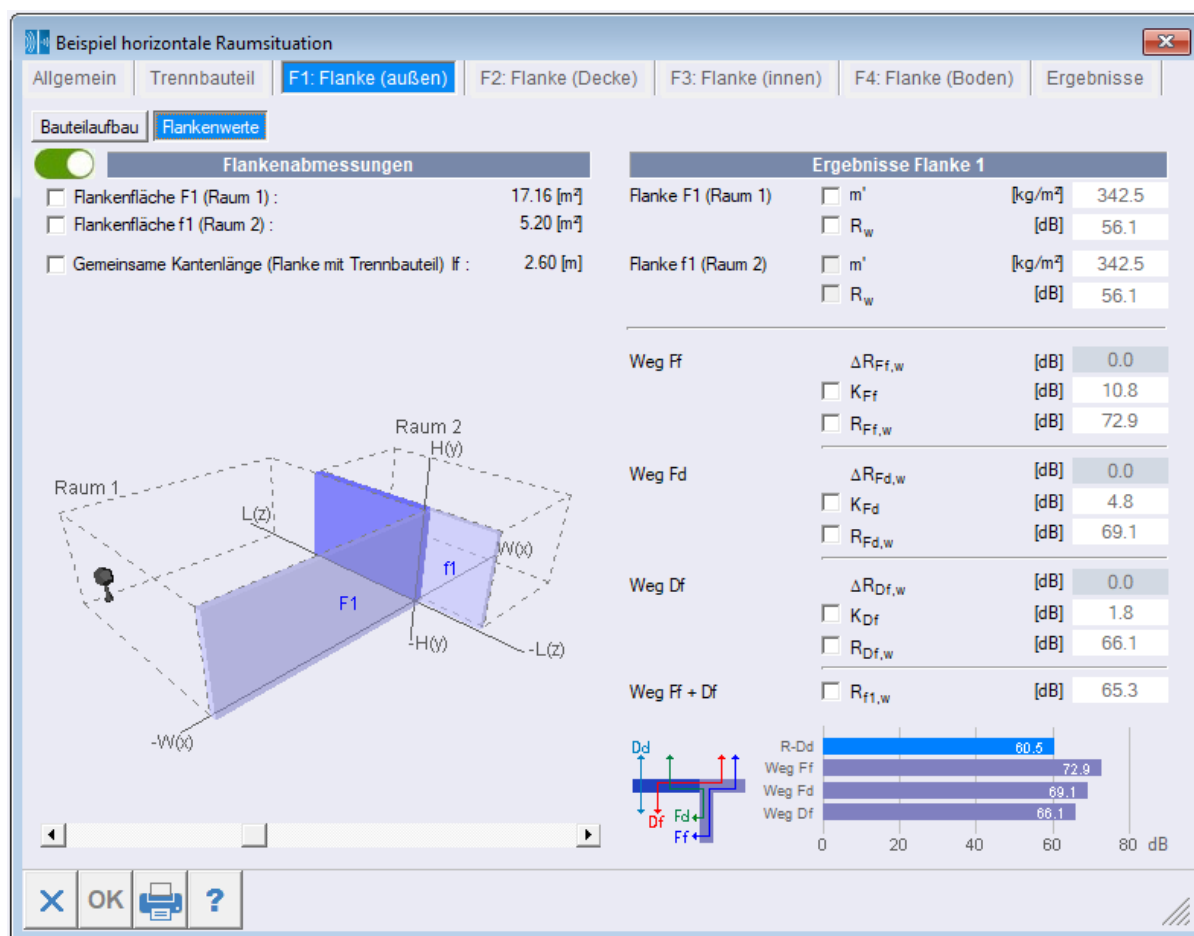 Beispiel horizontale Raumsituation
Allgemein Trennbauteil F1: Flanke (außen) F2: Flanke (Decke) F3: Flanke (innen) F4: Flanke (Boden) Ergebnisse
Bauteilaufbau Flankenwerte
Flankenabmessungen
Flankenfläche F1 (Raum 1) : 17.16 [m²]
Flankenfläche f1 (Raum 2) : 5.20 [m²]
Gemeinsame Kantenlänge (Flanke mit Trennbauteil) lf : 2.60 [m]
Raum 2
H(y)
Raum 1
L(z)
W(x)
f1
F1
-H(y)
-L(z)
-W(x)
Ergebnisse Flanke 1
Flanke F1 (Raum 1) m' [kg/m²] 342.5
Rw [dB] 56.1
Flanke f1 (Raum 2) m' [kg/m²] 342.5
Rw [dB] 56.1
Weg Ff ΔRFf,w [dB] 0.0
KFf [dB] 10.8
RFf,w [dB] 72.9
Weg Fd ΔRFd,w [dB] 0.0
KFd [dB] 4.8
RFd,w [dB] 69.1
Weg Df ΔRDf,w [dB] 0.0
KDf [dB] 1.8
RDf,w [dB] 66.1
Weg Ff + Df Rf1,w [dB] 65.3
Dd
Df
Fd
Ff
R-Dd 60.5
Weg Ff 72.9
Weg Fd 69.1
Weg Df 66.1
0 20 40 60 80 dB
OK ?